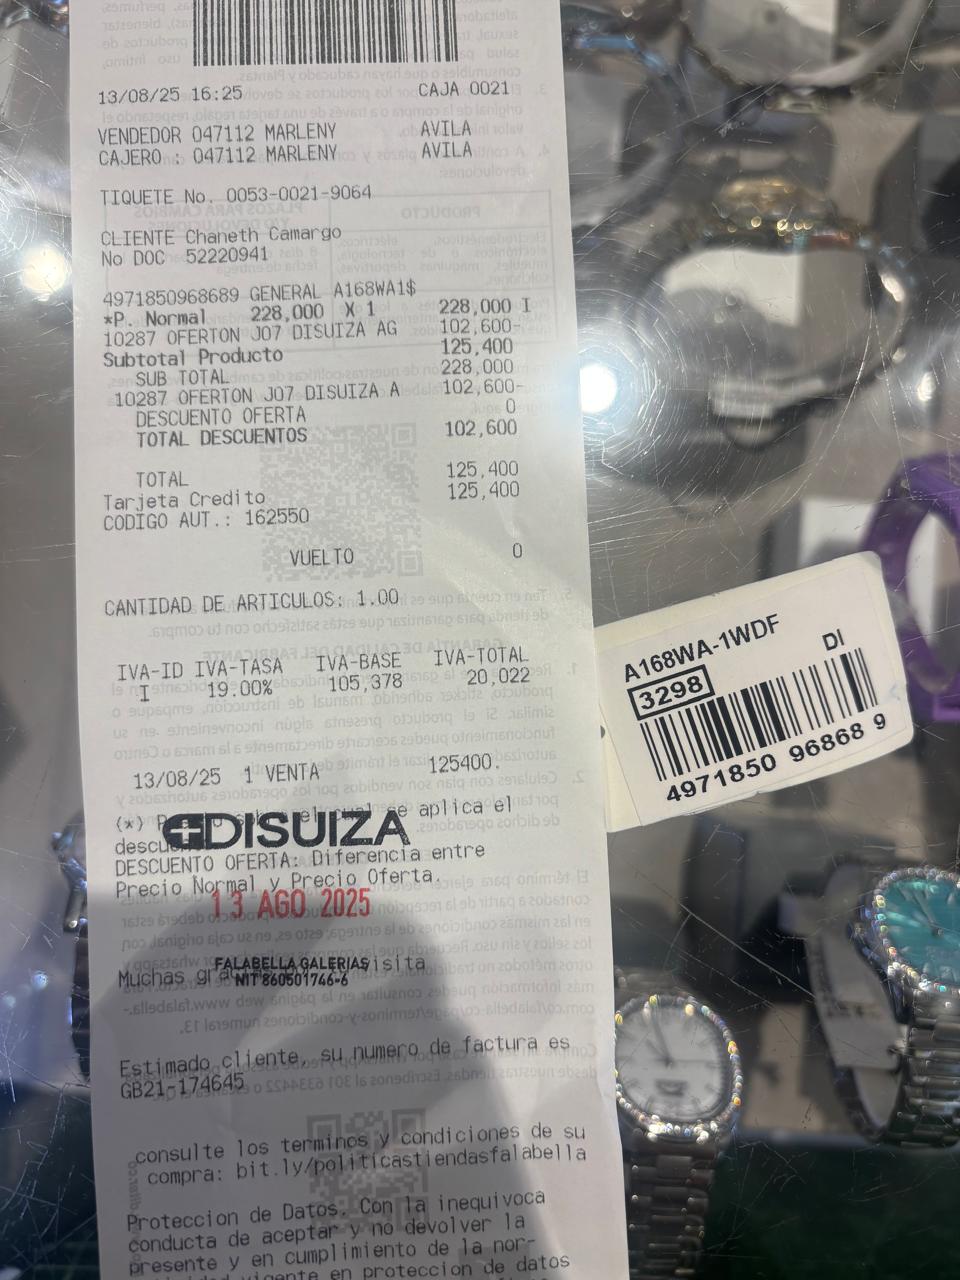 13/08/25 16:25 CAJA 0021
VENDEDOR 047112 MARLENY AVILA
CAJERO : 047112 MARLENY AVILA
TIQUETE No. 0053-0021-9064
CLIENTE Chaneth Camargo
No DOC 52220941
4971850968689 GENERAL A168WA1$
*P. Normal 228,000 X 1 228,000 I
10287 OFERTON JO7 DISUIZA AG 102,600-
Subtotal Producto 125,400
SUB TOTAL 228,000
10287 OFERTON JO7 DISUIZA A 102,600-
DESCUENTO OFERTA 0
TOTAL DESCUENTOS 102,600
TOTAL 125,400
Tarjeta Credito 125,400
CODIGO AUT.: 162550
VUELTO 0
CANTIDAD DE ARTICULOS: 1.00
IVA-ID IVA-TASA IVA-BASE IVA-TOTAL
I 19.00% 105,378 20,022
13/08/25 1 VENTA 125400.
(*) se aplica el
DISUIZA
DESCUENTO OFERTA: Diferencia entre
Precio Normal y Precio Oferta.
13 AGO 2025
FALABELLA GALERIAS
Muchas
NIT 860501746-6
Estimado cliente, su numero de factura es
GB21-174645
consulte los terminos y condiciones de su
compra: bit.ly/politicastiendasfalabella
Proteccion de Datos. Con la inequivoca
conducta de aceptar y no devolver la
presente y en cumplimiento de la nor-
vigente en proteccion de datos
A168WA-1WDF
3298 DI
4971850 96868 9